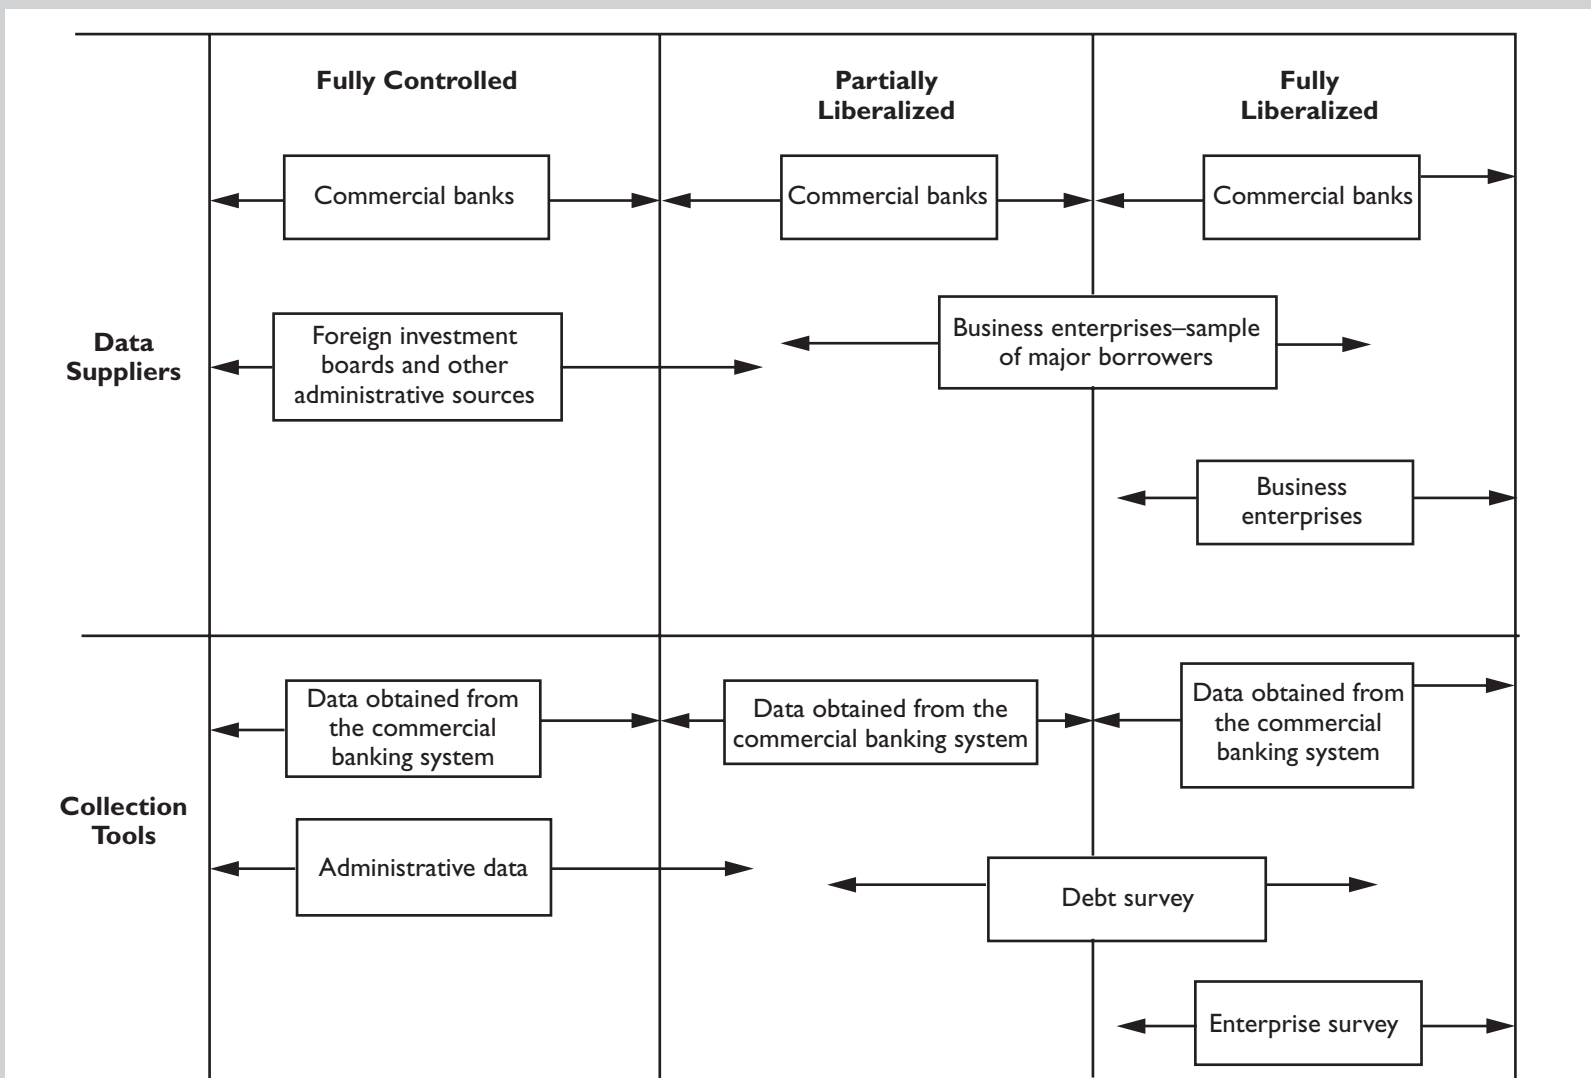 Fully Controlled
Partially
Liberalized
Fully
Liberalized
Data
Suppliers
Commercial banks
Commercial banks
Commercial banks
Foreign investment
boards and other
administrative sources
Business enterprises–sample
of major borrowers
Business
enterprises
Collection
Tools
Data obtained from
the commercial
banking system
Data obtained from the
commercial banking system
Data obtained from
the commercial
banking system
Administrative data
Debt survey
Enterprise survey